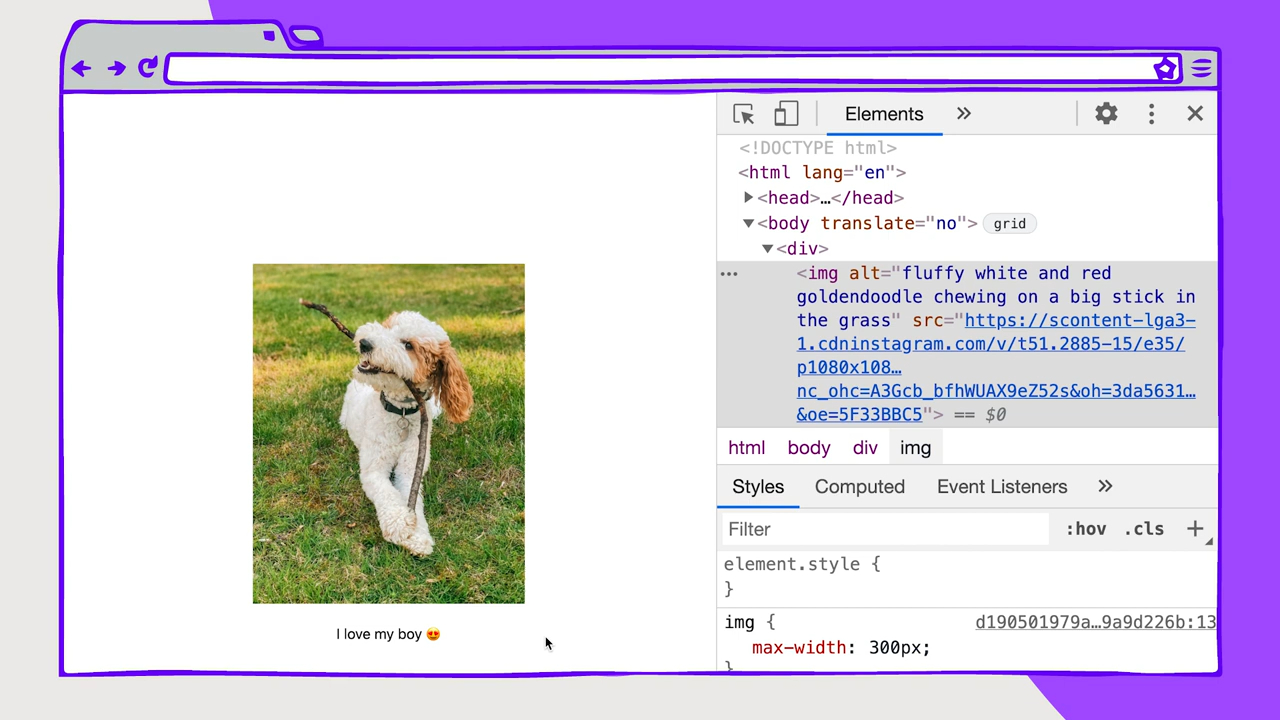 Elements
<!DOCTYPE html>
<html lang="en">
<head>…</head>
<body translate="no"> grid
<div>
<img alt="fluffy white and red
goldendoodle chewing on a big stick in
the grass" src="https://scontent-lga3-
1.cdninstagram.com/v/t51.2885-15/e35/
p1080x108…
nc_ohc=A3Gcb_bfhWUAX9eZ52s&oh=3da5631…
&oe=5F33BBC5"> == $0
html body div img
Styles Computed Event Listeners
Filter :hov .cls +
element.style {
}
img { d190501979a…9a9d226b:13
max-width: 300px;
}
I love my boy 😍